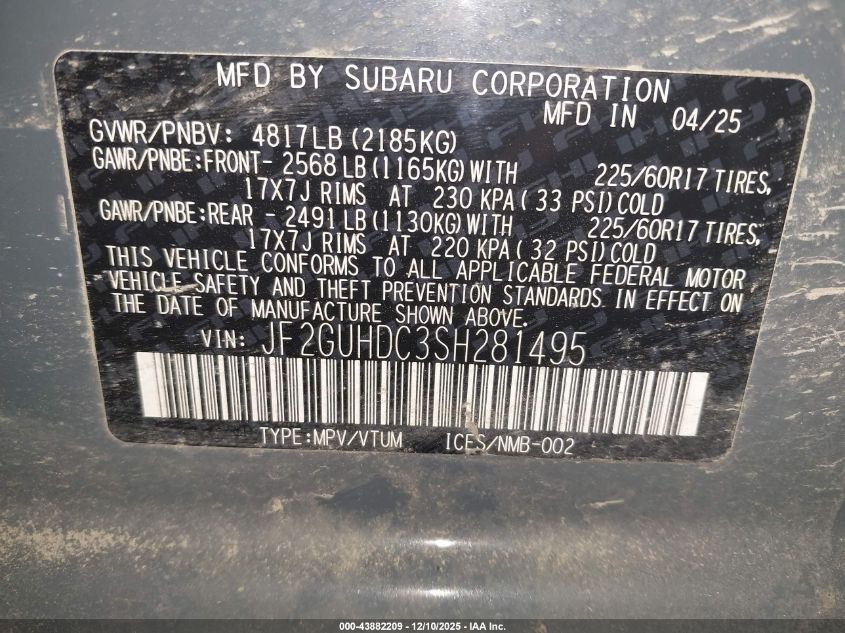 MFD BY SUBARU CORPORATION
MFD IN 04/25
GVWR/PNBV: 4817LB (2185KG)
GAWR/PNBE:FRONT- 2568 LB (1165KG) WITH 225/60R17 TIRES,
17X7J RIMS AT 230 KPA ( 33 PSI) COLD
GAWR/PNBE:REAR - 2491 LB (1130KG) WITH 225/60R17 TIRES,
17X7J RIMS AT 220 KPA ( 32 PSI) COLD
THIS VEHICLE CONFORMS TO ALL APPLICABLE FEDERAL MOTOR
VEHICLE SAFETY AND THEFT PREVENTION STANDARDS IN EFFECT ON
THE DATE OF MANUFACTURE SHOWN ABOVE.
VIN: JF2GUHDC3SH281495
TYPE:MPV/VTUM ICES/NMB-002
000-43882209 - 12/10/2025 - IAA Inc.